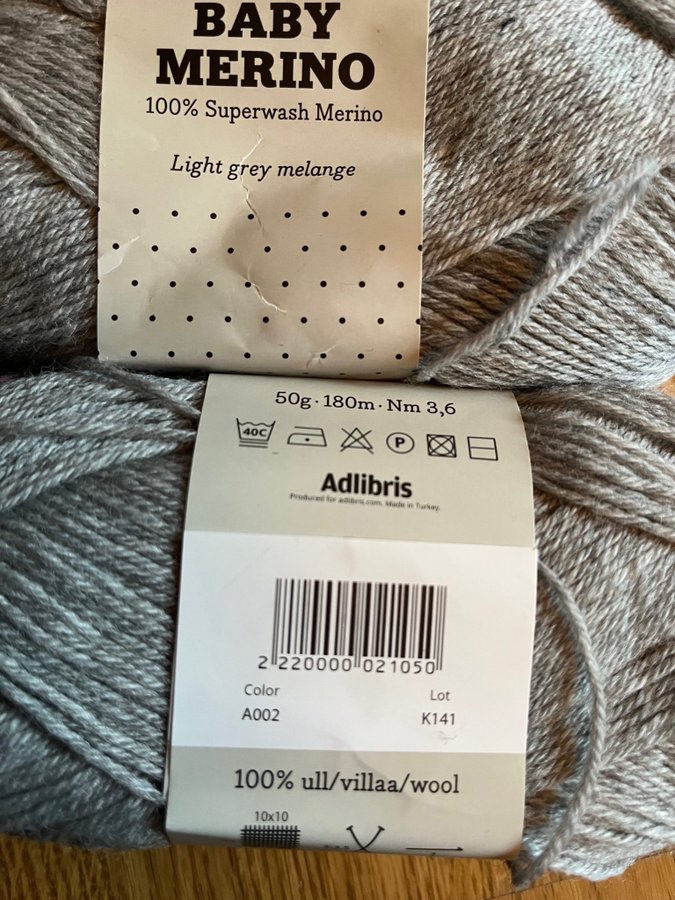 BABY
MERINO
100% Superwash Merino
Light grey melange
50g · 180m · Nm 3,6
40C P
Adlibris
Produced for adlibris.com. Made in Turkey.
2 220000 021050
Color Lot
A002 K141
100% ull/villaa/wool
10x10